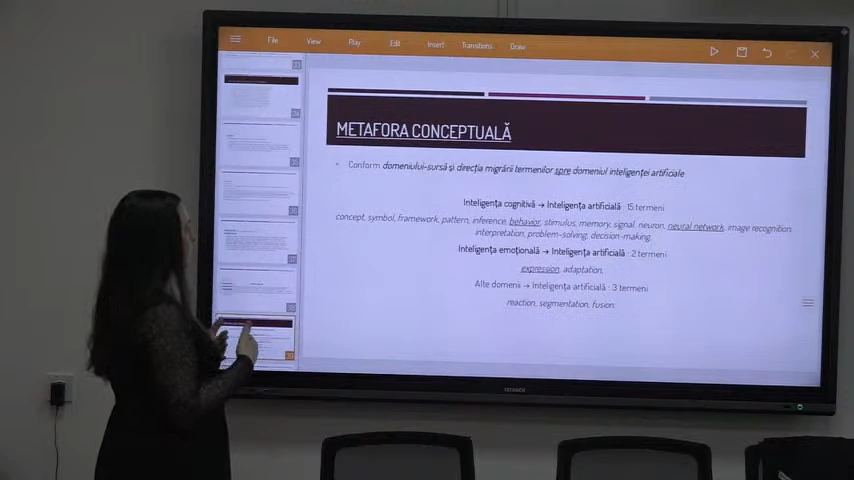 File View Play Edit Insert Transitions Draw
METAFORA CONCEPTUALĂ
Conform domeniului-sursă și direcția migrării termenilor spre domeniul inteligenței artificiale
Inteligența cognitivă → Inteligența artificială : 15 termeni
concept, symbol, framework, pattern, inference, behavior, stimulus, memory, signal, neuron, neural network, image recognition,
interpretation, problem-solving, decision-making.
Inteligența emoțională → Inteligența artificială : 2 termeni
expression, adaptation.
Alte domenii → Inteligența artificială : 3 termeni
reaction, segmentation, fusion.